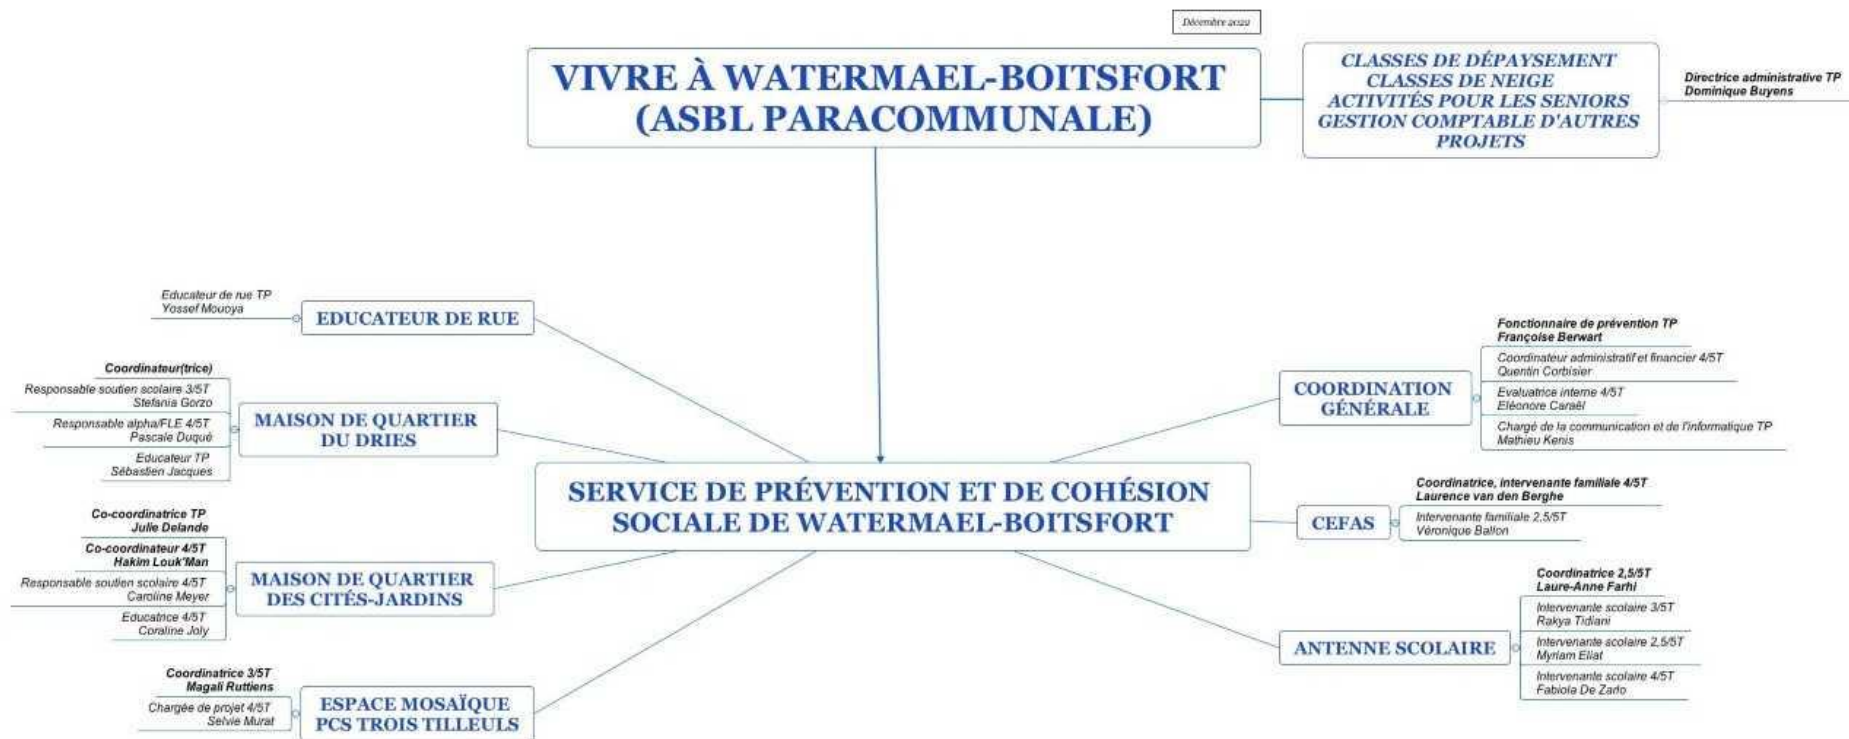 Décembre 2022
VIVRE À WATERMAEL-BOITSFORT
(ASBL PARACOMMUNALE)
CLASSES DE DÉPAYSEMENT
CLASSES DE NEIGE
ACTIVITÉS POUR LES SENIORS
GESTION COMPTABLE D'AUTRES
PROJETS
Directrice administrative TP
Dominique Buyens
Educateur de rue TP
Yossef Mouoya
EDUCATEUR DE RUE
Coordinateur(trice)
Responsable soutien scolaire 3/5T
Stefania Gorzo
Responsable alpha/FLE 4/5T
Pascale Duqué
Educateur TP
Sébastien Jacques
MAISON DE QUARTIER
DU DRIES
Co-coordinatrice TP
Julie Delande
Co-coordinateur 4/5T
Hakim Louk'Man
Responsable soutien scolaire 4/5T
Caroline Meyer
Educatrice 4/5T
Coraline Joly
MAISON DE QUARTIER
DES CITÉS-JARDINS
Coordinatrice 3/5T
Magali Ruttiens
Chargée de projet 4/5T
Selvie Murat
ESPACE MOSAÏQUE
PCS TROIS TILLEULS
SERVICE DE PRÉVENTION ET DE COHÉSION
SOCIALE DE WATERMAEL-BOITSFORT
COORDINATION
GÉNÉRALE
Fonctionnaire de prévention TP
Françoise Berwart
Coordinateur administratif et financier 4/5T
Quentin Corbisier
Evaluatrice interne 4/5T
Eléonore Caraël
Chargé de la communication et de l'informatique TP
Mathieu Kenis
CEFAS
Coordinatrice, intervenante familiale 4/5T
Laurence van den Berghe
Intervenante familiale 2,5/5T
Véronique Ballon
ANTENNE SCOLAIRE
Coordinatrice 2,5/5T
Laure-Anne Farhi
Intervenante scolaire 3/5T
Rakya Tidiani
Intervenante scolaire 2,5/5T
Myriam Eliat
Intervenante scolaire 4/5T
Fabiola De Zarlo